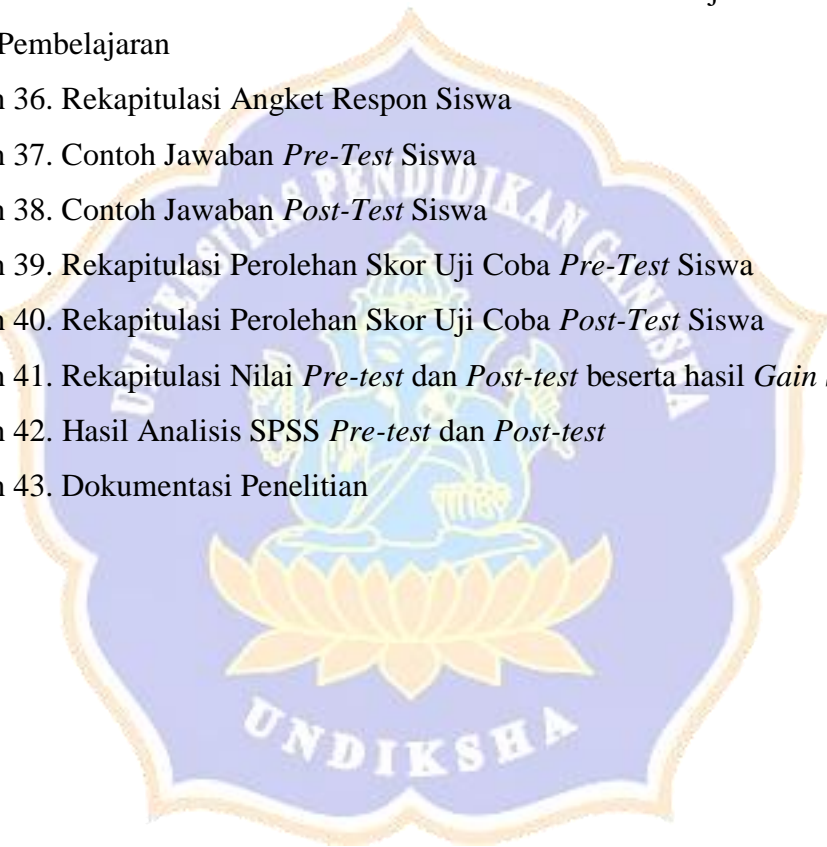 Pembelajaran
n 36. Rekapitulasi Angket Respon Siswa
n 37. Contoh Jawaban Pre-Test Siswa
n 38. Contoh Jawaban Post-Test Siswa
n 39. Rekapitulasi Perolehan Skor Uji Coba Pre-Test Siswa
n 40. Rekapitulasi Perolehan Skor Uji Coba Post-Test Siswa
n 41. Rekapitulasi Nilai Pre-test dan Post-test beserta hasil Gain
n 42. Hasil Analisis SPSS Pre-test dan Post-test
n 43. Dokumentasi Penelitian
UNIVERSITAS PENDIDIKAN GANESHA
UNDIKSHA